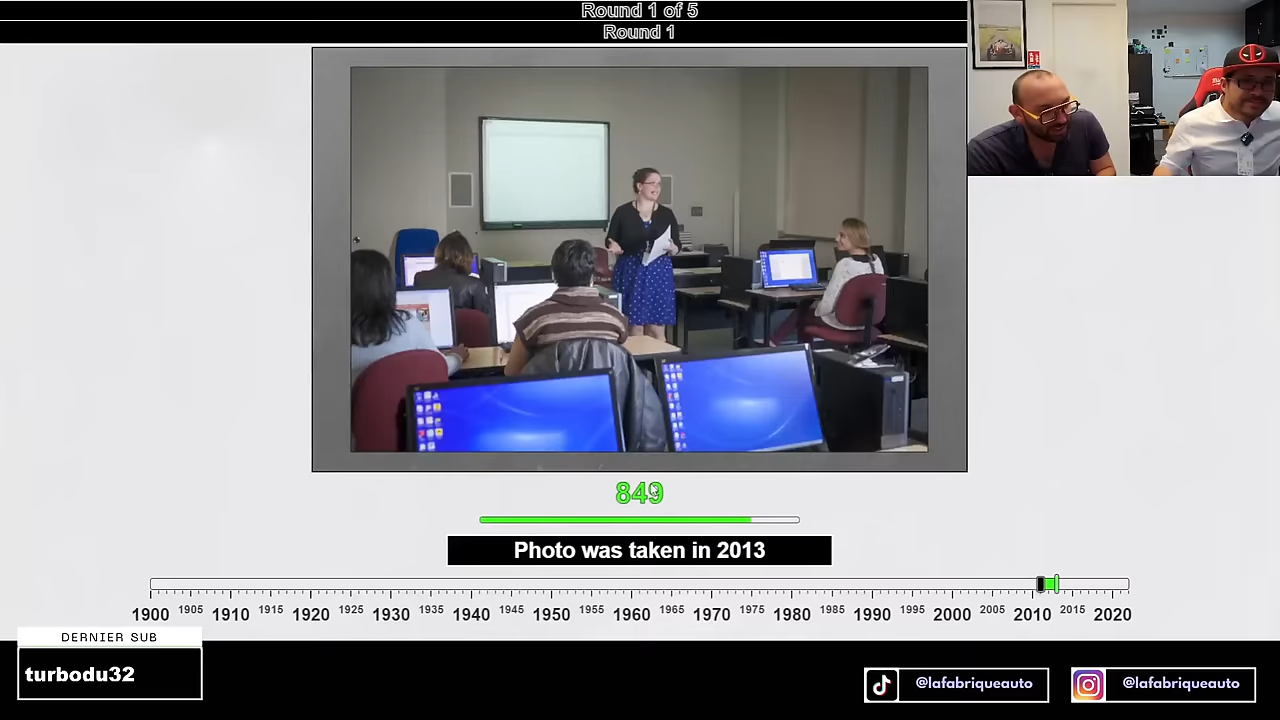 Round 1 of 5
Round 1
849
Photo was taken in 2013
1900 1905 1910 1915 1920 1925 1930 1935 1940 1945 1950 1955 1960 1965 1970 1975 1980 1985 1990 1995 2000 2005 2010 2015 2020
DERNIER SUB
turbodu32
@lafabriqueauto
@lafabriqueauto